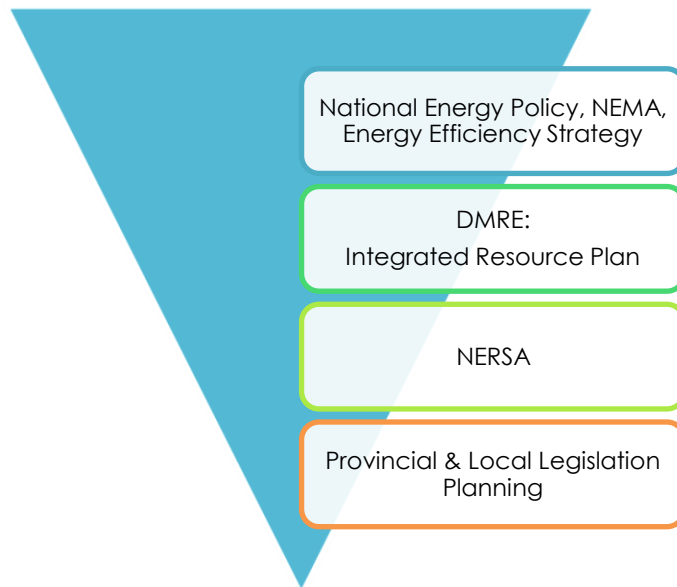 National Energy Policy, NEMA,
Energy Efficiency Strategy
DMRE:
Integrated Resource Plan
NERSA
Provincial & Local Legislation
Planning